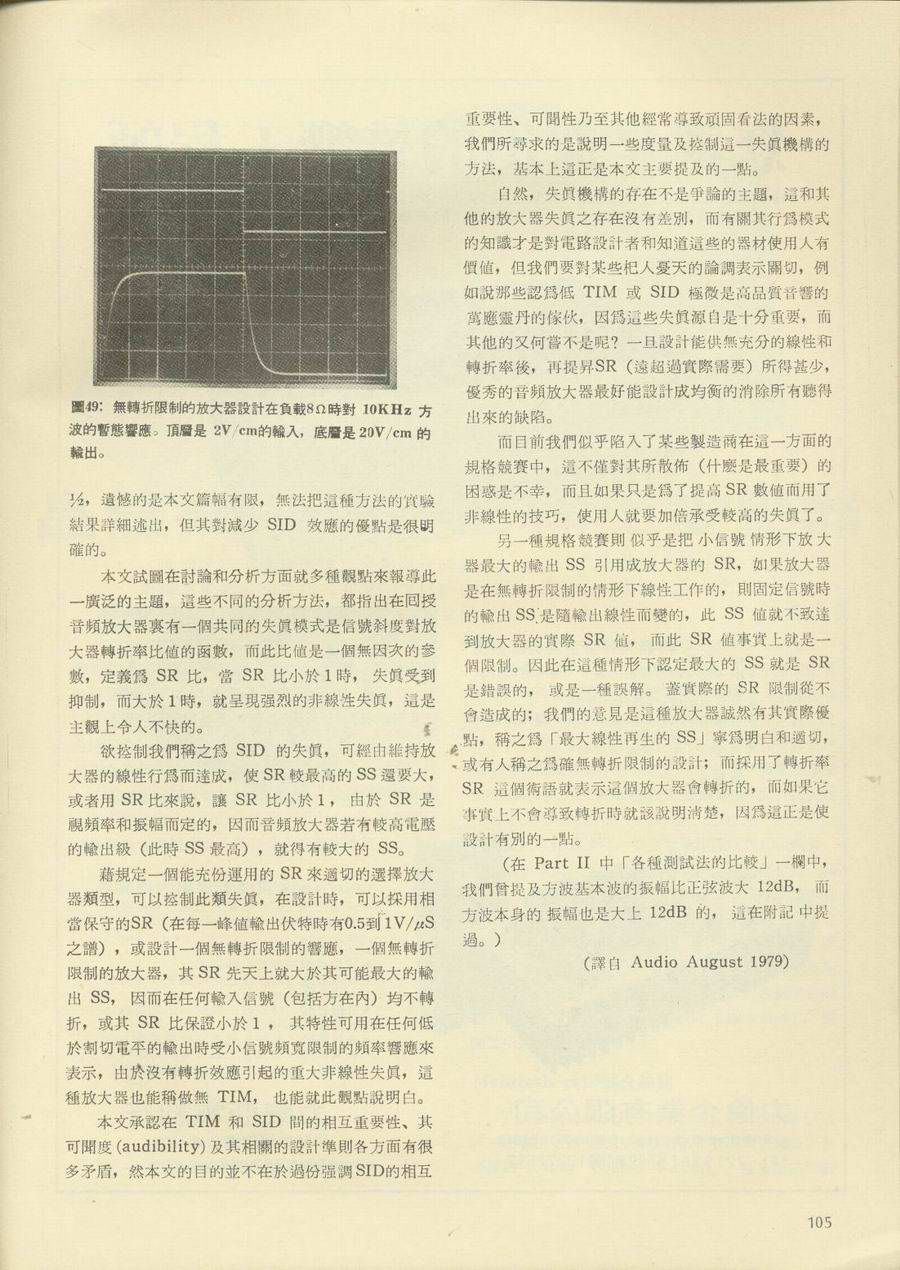 圖49：無轉折限制的放大器設計在負載8Ω時對 10KHz 方
波的暫態響應。頂層是 2V/cm的輸入，底層是 20V/cm 的
輸出。
½，遺憾的是本文篇幅有限，無法把這種方法的實驗
結果詳細述出，但其對減少 SID 效應的優點是很明
確的。
本文試圖在討論和分析方面就多種觀點來報導此
一廣泛的主題，這些不同的分析方法，都指出在囘授
音頻放大器裏有一個共同的失眞模式是信號斜度對放
大器轉折率比値的函數，而此比値是一個無因次的參
數，定義爲 SR 比，當 SR 比小於1時，失眞受到
抑制，而大於1時，就呈現强烈的非線性失眞，這是
主觀上令人不快的。
欲控制我們稱之爲 SID 的失眞，可經由維持放
大器的線性行爲而達成，使 SR 較最高的 SS 還要大，
或者用 SR 比來說，讓 SR 比小於1，由於 SR 是
視頻率和振幅而定的，因而音頻放大器若有較高電壓
的輸出級（此時 SS 最高），就得有較大的 SS。
藉規定一個能充份運用的 SR 來適切的選擇放大
器類型，可以控制此類失眞，在設計時，可以採用相
當保守的SR（在每一峰値輸出伏特時有0.5到1V/μS
之譜），或設計一個無轉折限制的響應，一個無轉折
限制的放大器，其 SR 先天上就大於其可能最大的輸
出 SS，因而在任何輸入信號（包括方在內）均不轉
折，或其 SR 比保證小於1，其特性可用在任何低
於割切電平的輸出時受小信號頻寬限制的頻率響應來
表示，由於沒有轉折效應引起的重大非線性失眞，這
種放大器也能稱做無 TIM，也能就此觀點說明白。
本文承認在 TIM 和 SID 間的相互重要性、其
可聞度 (audibility) 及其相關的設計準則各方面有很
多矛盾，然本文的目的並不在於過份强調SID的相互
重要性、可聞性乃至其他經常導致頑固看法的因素，
我們所尋求的是說明一些度量及控制這一失眞機構的
方法，基本上這正是本文主要提及的一點。
自然，失眞機構的存在不是爭論的主題，這和其
他的放大器失眞之存在沒有差別，而有關其行爲模式
的知識才是對電路設計者和知道這些的器材使用人有
價値，但我們要對某些杞人憂天的論調表示關切，例
如說那些認爲低 TIM 或 SID 極微是高品質音響的
萬應靈丹的傢伙，因爲這些失眞源自是十分重要，而
其他的又何嘗不是呢？一旦設計能供無充分的線性和
轉折率後，再提昇SR（遠超過實際需要）所得甚少，
優秀的音頻放大器最好能設計成均衡的消除所有聽得
出來的缺陷。
而目前我們似乎陷入了某些製造商在這一方面的
規格競賽中，這不僅對其所散佈（什麽是最重要）的
困惑是不幸，而且如果只是爲了提高 SR 數値而用了
非線性的技巧，使用人就要加倍承受較高的失眞了。
另一種規格競賽則似乎是把小信號情形下放大
器最大的輸出 SS 引用成放大器的 SR，如果放大器
是在無轉折限制的情形下線性工作的，則固定信號時
的輸出 SS 是隨輸出線性而變的，此 SS 値就不致達
到放大器的實際 SR 値，而此 SR 値事實上就是一
個限制。因此在這種情形下認定最大的 SS 就是 SR
是錯誤的，或是一種誤解。蓋實際的 SR 限制從不
會造成的；我們的意見是這種放大器誠然有其實際優
點，稱之爲「最大線性再生的 SS」寧爲明白和適切，
或有人稱之爲確無轉折限制的設計；而採用了轉折率
SR 這個術語就表示這個放大器會轉折的，而如果它
事實上不會導致轉折時就該說明淸楚，因爲這正是使
設計有別的一點。
（在 Part II 中「各種測試法的比較」一欄中，
我們曾提及方波基本波的振幅比正弦波大 12dB，而
方波本身的振幅也是大上 12dB 的，這在附記中提
過。）
（譯自 Audio August 1979）
105